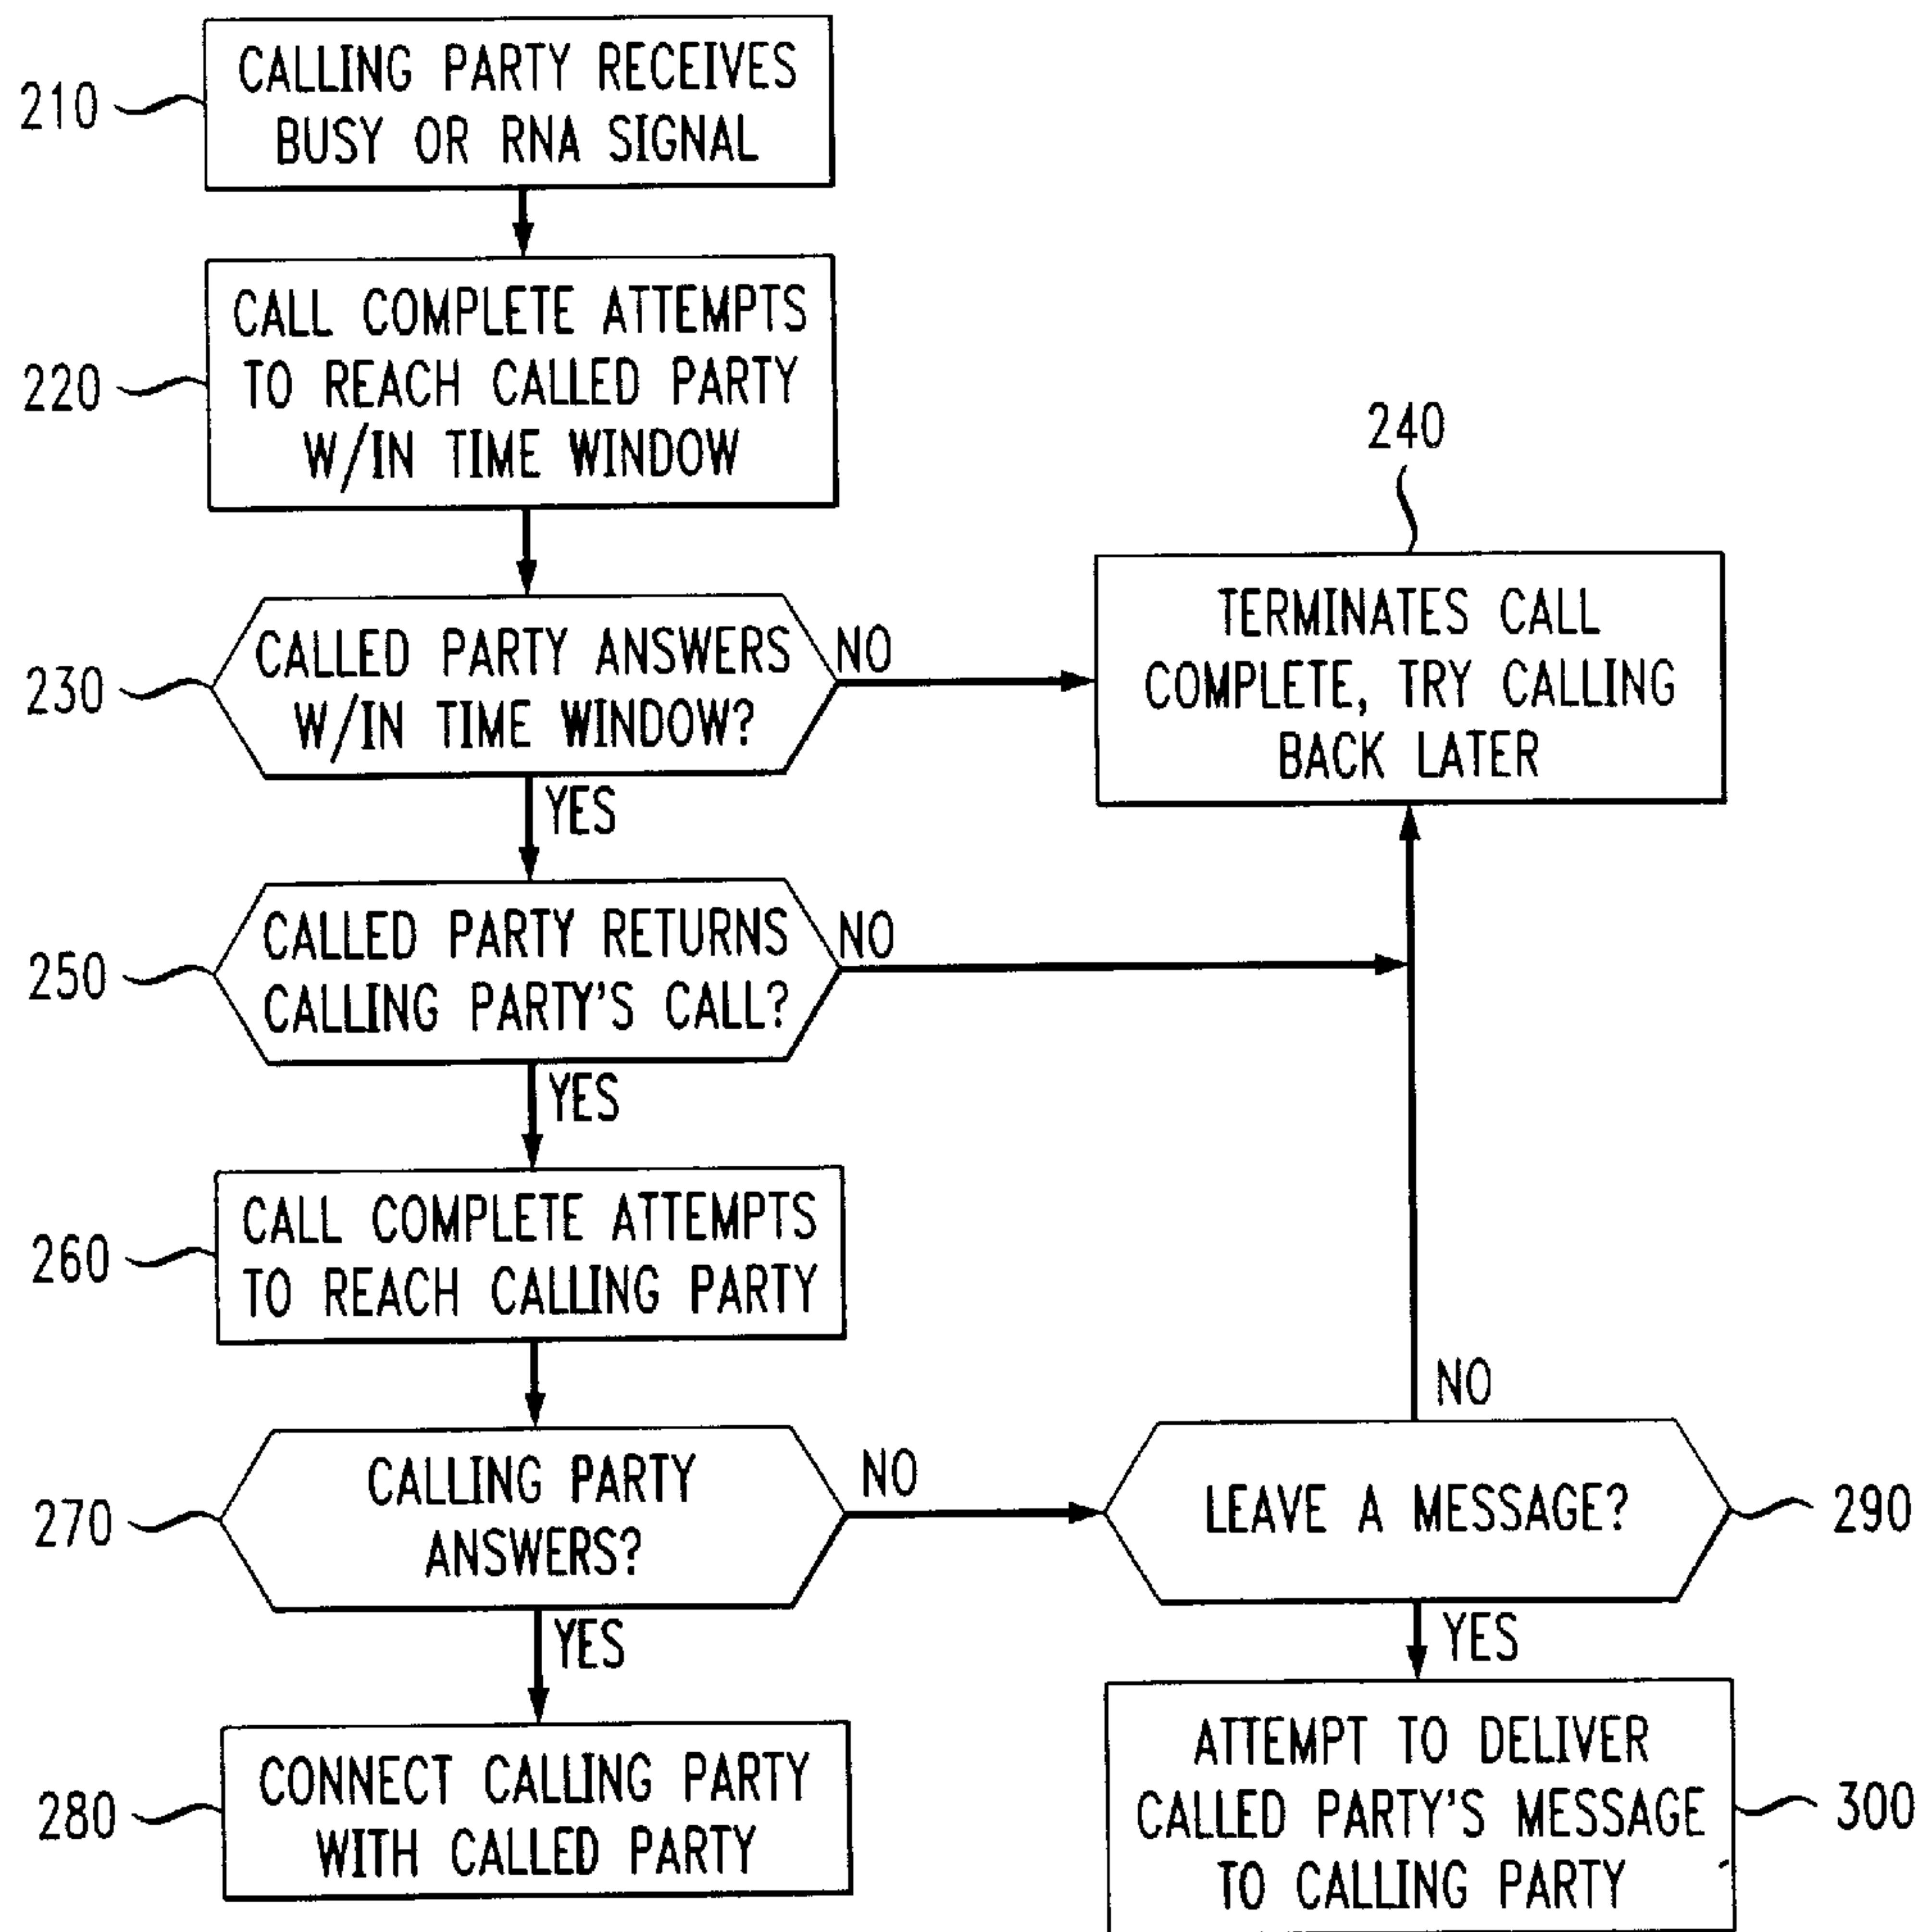 210
CALLING PARTY RECEIVES
BUSY OR RNA SIGNAL
220
CALL COMPLETE ATTEMPTS
TO REACH CALLED PARTY
W/IN TIME WINDOW
230
CALLED PARTY ANSWERS
W/IN TIME WINDOW?
NO
YES
240
TERMINATES CALL
COMPLETE, TRY CALLING
BACK LATER
250
CALLED PARTY RETURNS
CALLING PARTY'S CALL?
NO
YES
260
CALL COMPLETE ATTEMPTS
TO REACH CALLING PARTY
270
CALLING PARTY
ANSWERS?
NO
YES
290
LEAVE A MESSAGE?
NO
YES
280
CONNECT CALLING PARTY
WITH CALLED PARTY
300
ATTEMPT TO DELIVER
CALLED PARTY'S MESSAGE
TO CALLING PARTY